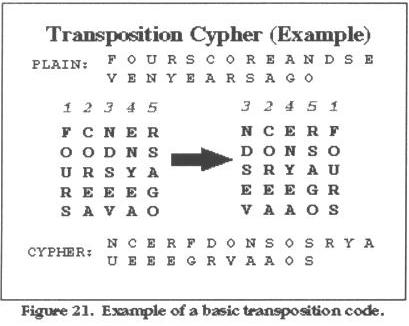 Transposition Cypher (Example)
PLAIN: F O U R S C O R E A N D S E
V E N Y E A R S A G O
1 2 3 4 5 3 2 4 5 1
F C N E R N C E R F
O O D N S D O N S O
U R S Y A S R Y A U
R E E E G E E E G R
S A V A O V A A O S
CYPHER: N C E R F D O N S O S R Y A
U E E E G R V A A O S
Figure 21. Example of a basic transposition code.